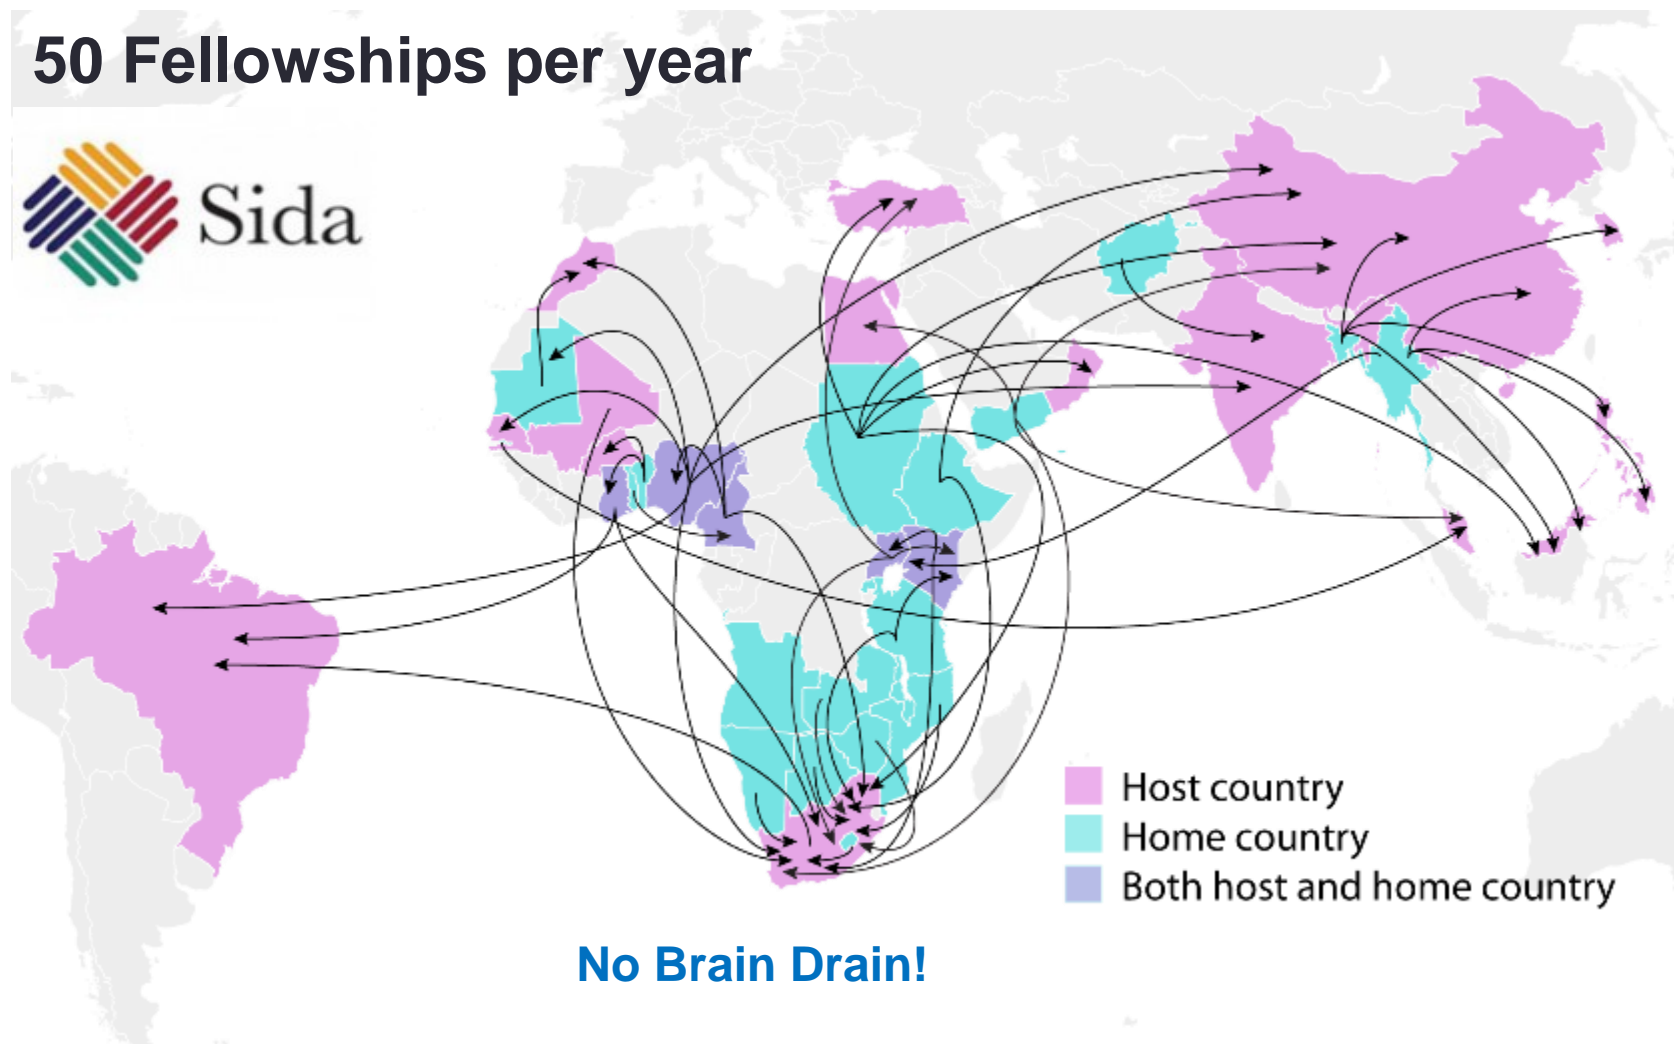 50 Fellowships per year
Sida
Host country
Home country
Both host and home country
No Brain Drain!